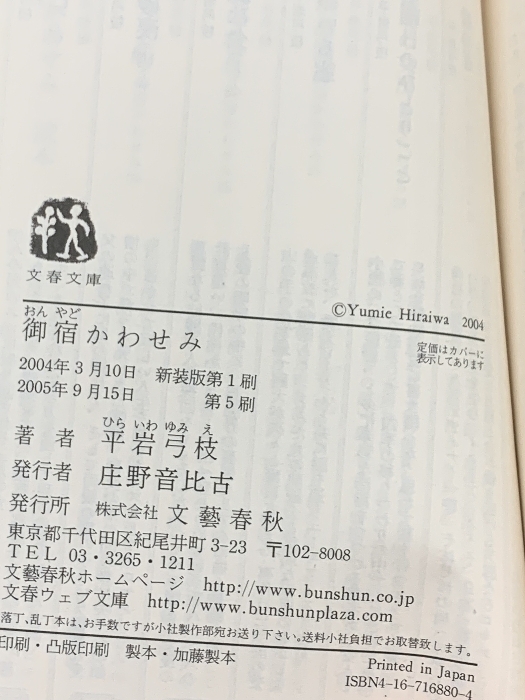 文春文庫
©Yumie Hiraiwa 2004
おん やど
御宿かわせみ
定価はカバーに
表示してあります
2004年3月10日 新装版第1刷
2005年9月15日 第5刷
ひら いわ ゆみ え
著者 平岩弓枝
発行者 庄野音比古
発行所 株式会社 文藝春秋
東京都千代田区紀尾井町3-23 〒102-8008
TEL 03・3265・1211
文藝春秋ホームページ http://www.bunshun.co.jp
文春ウェブ文庫 http://www.bunshunplaza.com
落丁、乱丁本は、お手数ですが小社製作部宛お送り下さい。送料小社負担でお取替致します。
印刷・凸版印刷 製本・加藤製本
Printed in Japan
ISBN4-16-716880-4